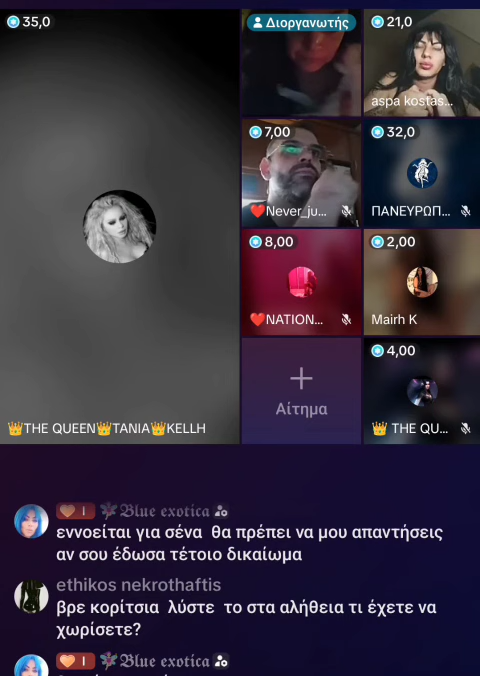 35,0
Διοργανωτής
21,0
aspa kostas...
7,00
32,0
❤️Never_ju...
ΠΑΝΕΥΡΩΠ...
8,00
2,00
❤️NATION...
Mairh K
4,00
Αίτημα
👑THE QUEEN👑TANIA👑KELLH
👑 THE QU...
I Blue exotica
εννοείται για σένα θα πρέπει να μου απαντήσεις
αν σου έδωσα τέτοιο δικαίωμα
ethikos nekrothaftis
βρε κορίτσια λύστε το στα αλήθεια τι έχετε να
χωρίσετε?
I Blue exotica